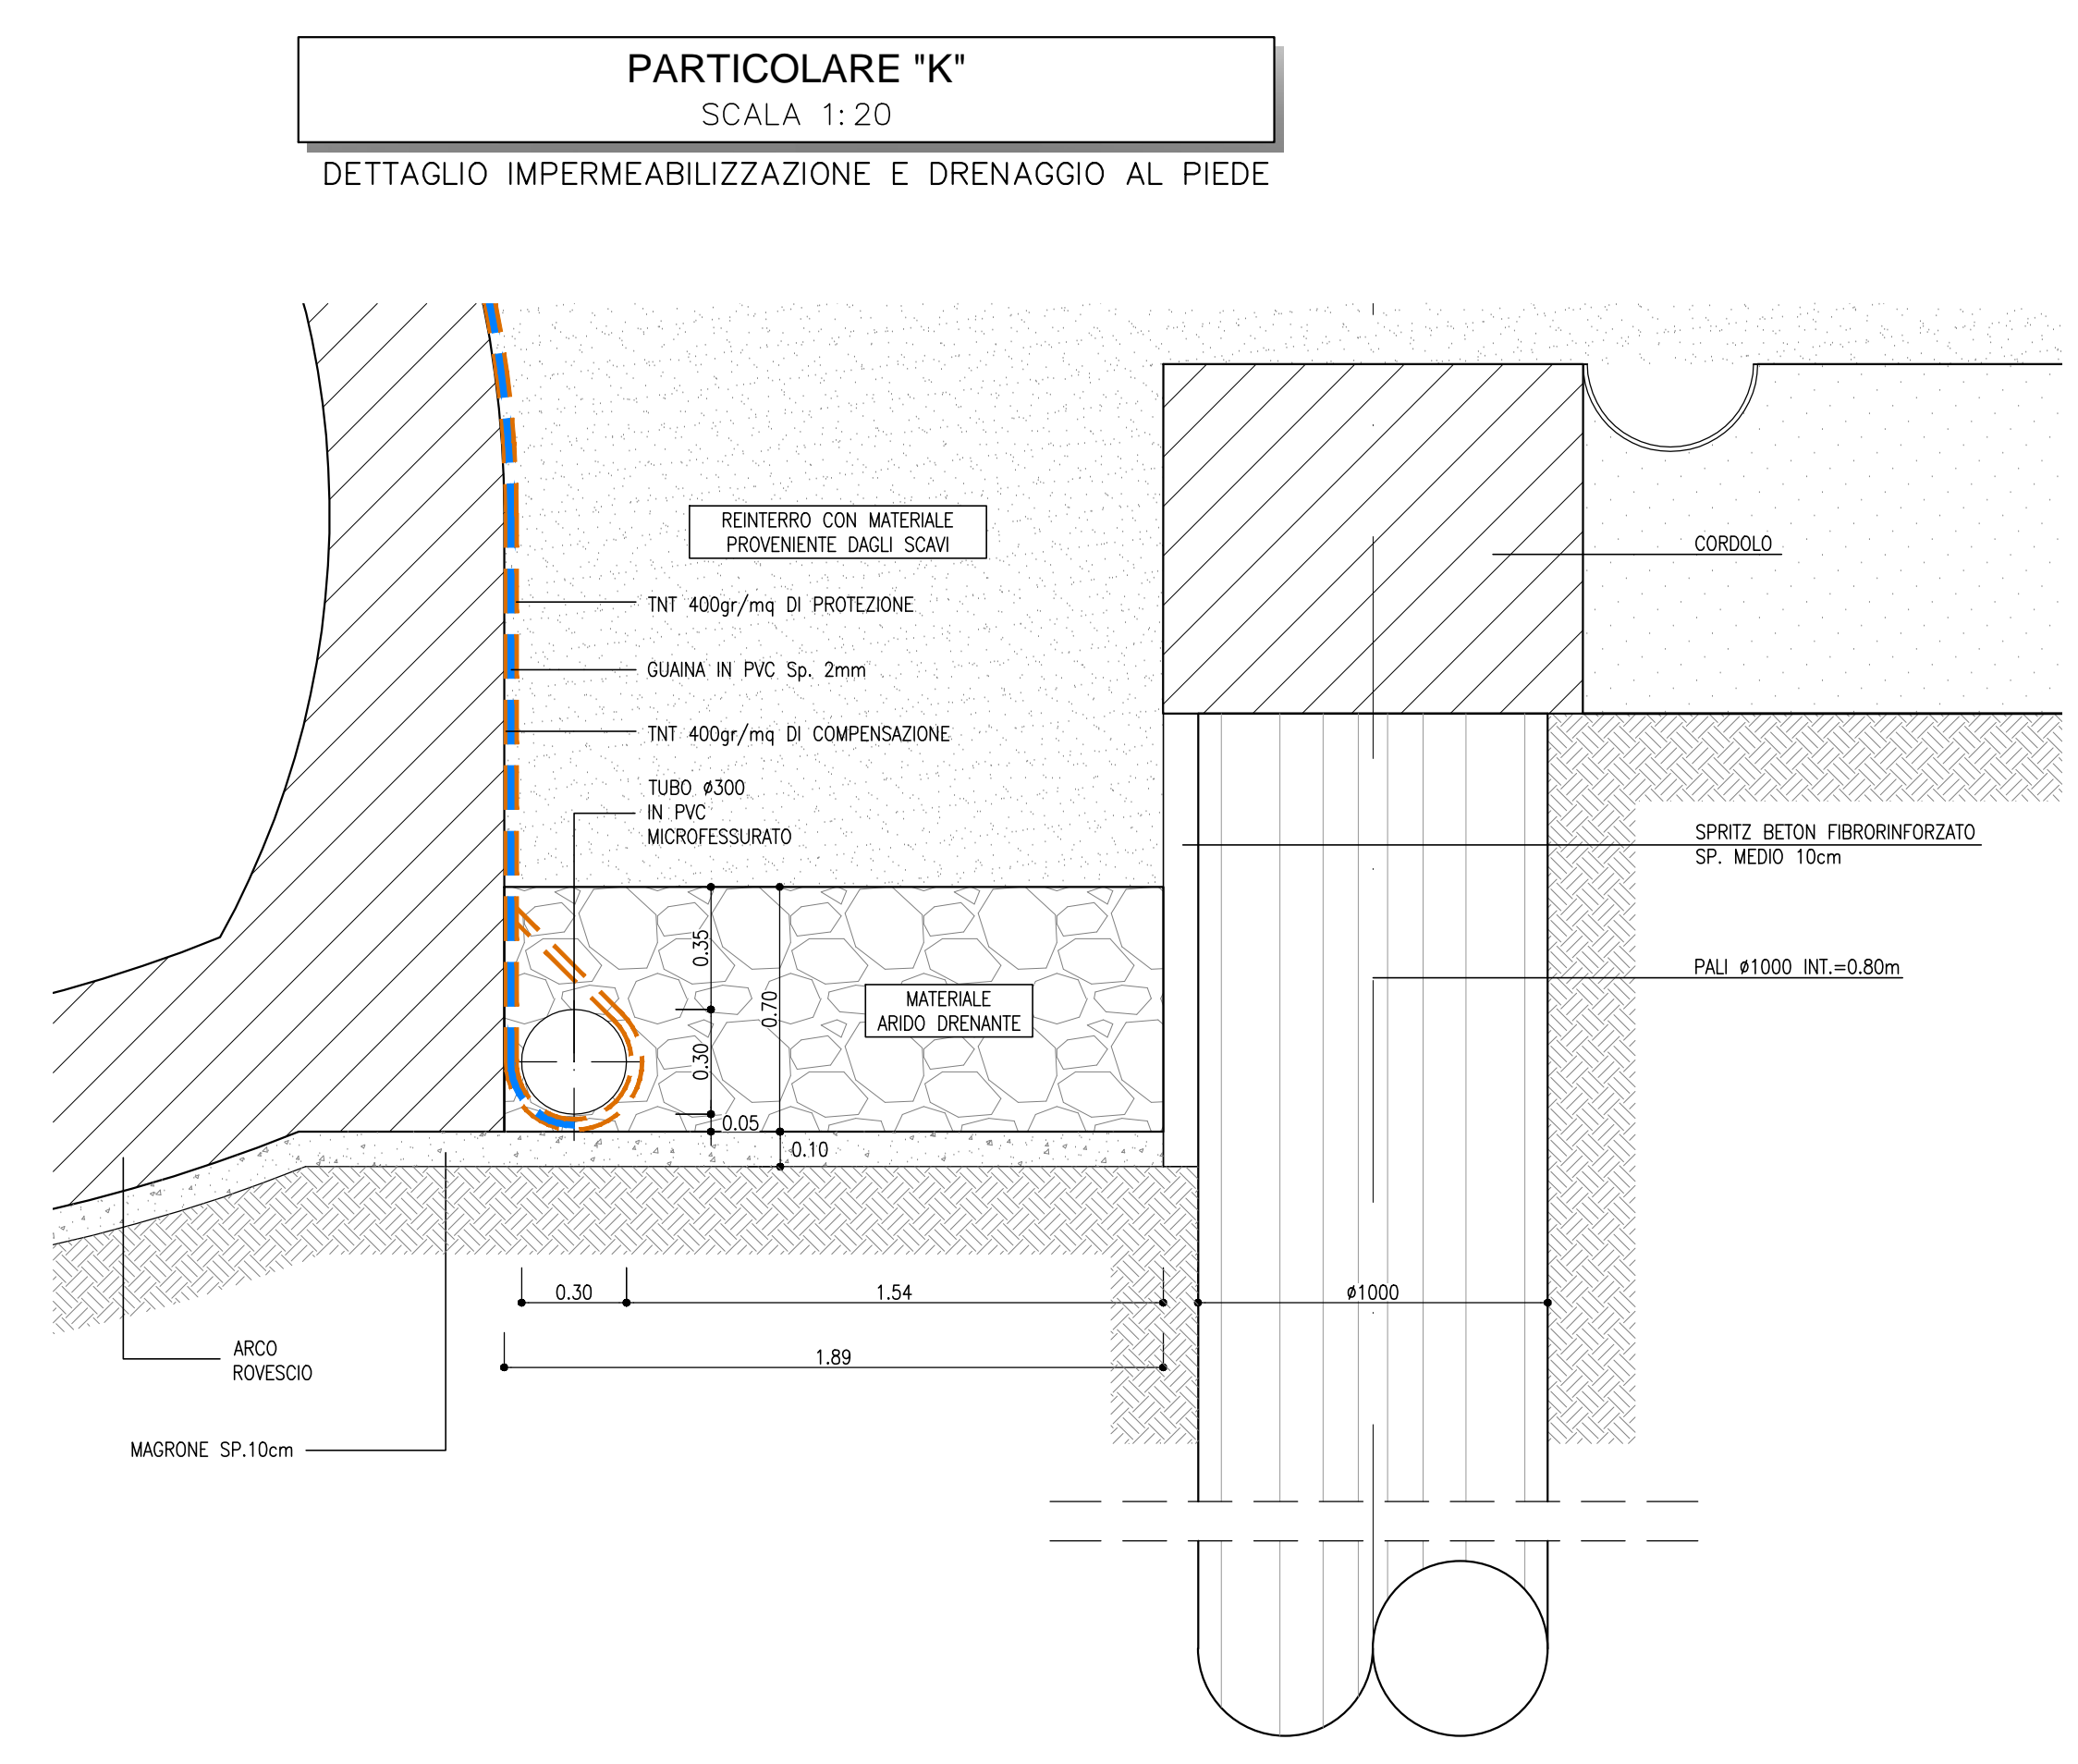 PARTICOLARE "K"
SCALA 1:20
DETTAGLIO IMPERMEABILIZZAZIONE E DRENAGGIO AL PIEDE
REINTERRO CON MATERIALE
PROVENIENTE DAGLI SCAVI
CORDOLO
TNT 400gr/mq DI PROTEZIONE
GUAINA IN PVC Sp. 2mm
TNT 400gr/mq DI COMPENSAZIONE
TUBO ø300
IN PVC
MICROFESSURATO
SPRITZ BETON FIBRORINFORZATO
SP. MEDIO 10cm
0.35
0.70
0.30
0.05
0.10
MATERIALE
ARIDO DRENANTE
PALI ø1000 INT.=0.80m
0.30
1.54
ø1000
1.89
ARCO
ROVESCIO
MAGRONE SP.10cm